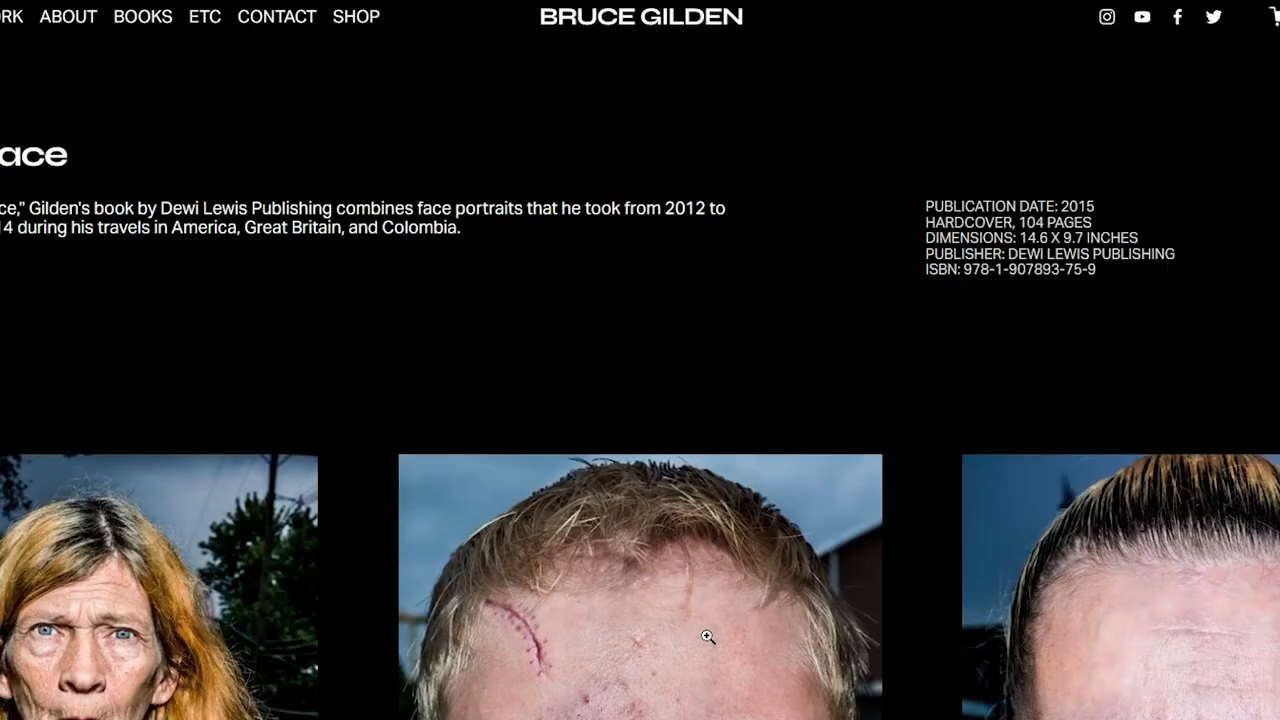 RK ABOUT BOOKS ETC CONTACT SHOP BRUCE GILDEN
ace
ce," Gilden's book by Dewi Lewis Publishing combines face portraits that he took from 2012 to
14 during his travels in America, Great Britain, and Colombia.
PUBLICATION DATE: 2015
HARDCOVER, 104 PAGES
DIMENSIONS: 14.6 X 9.7 INCHES
PUBLISHER: DEWI LEWIS PUBLISHING
ISBN: 978-1-907893-75-9